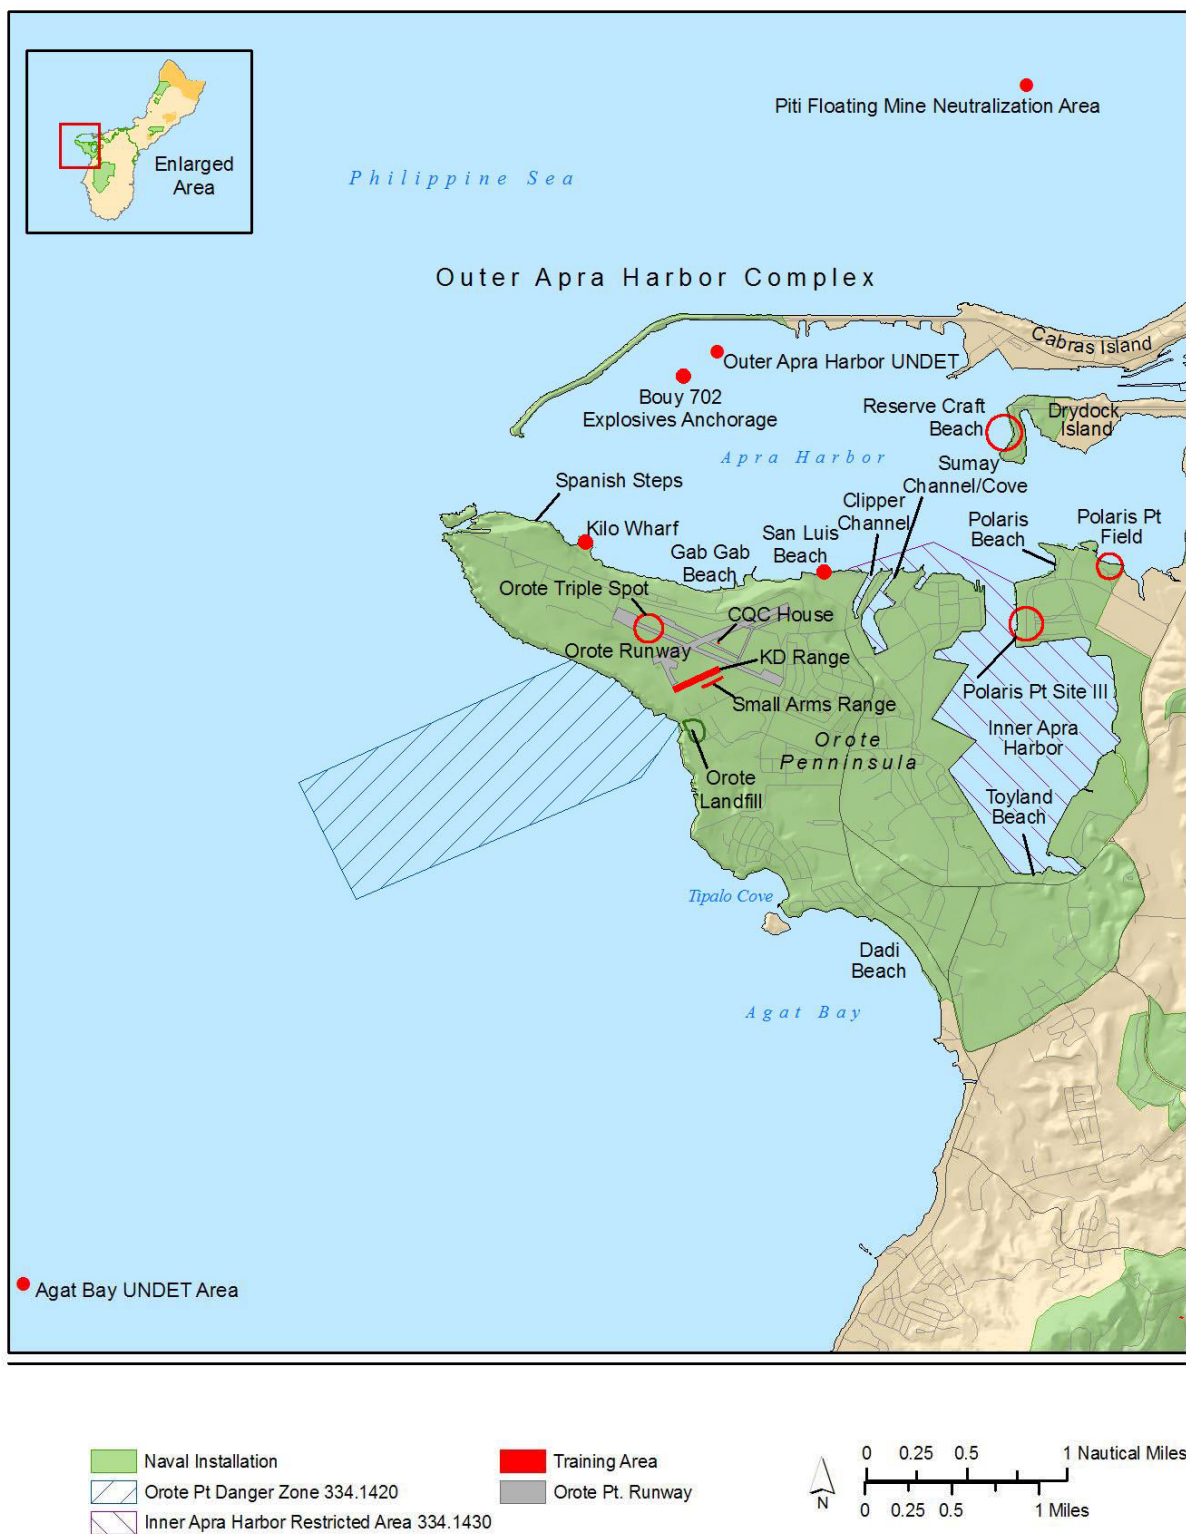 Piti Floating Mine Neutralization Area
Enlarged
Area
Philippine Sea
Outer Apra Harbor Complex
Cabras Island
Outer Apra Harbor UNDET
Bouy 702
Explosives Anchorage
Reserve Craft
Beach
Drydock
Island
Apra Harbor
Sumay
Channel/Cove
Spanish Steps
Clipper
Channel
Polaris
Beach
Polaris Pt
Field
Kilo Wharf
San Luis
Beach
Gab Gab
Beach
Orote Triple Spot
CQC House
Orote Runway
KD Range
Polaris Pt Site III
Small Arms Range
Orote
Penninsula
Inner Apra
Harbor
Orote
Landfill
Toyland
Beach
Tipalo Cove
Dadi
Beach
Agat Bay
Agat Bay UNDET Area
Naval Installation
Orote Pt Danger Zone 334.1420
Inner Apra Harbor Restricted Area 334.1430
Training Area
Orote Pt. Runway
N
0 0.25 0.5 1 Nautical Miles
0 0.25 0.5 1 Miles